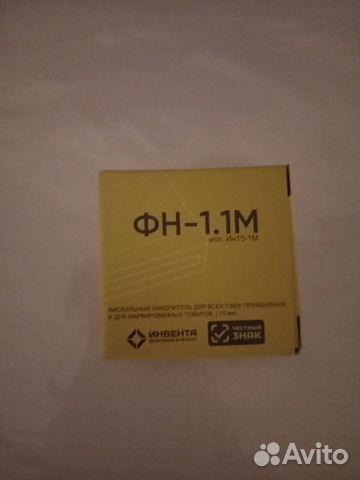 ФН-1.1М
исп. Ин15-1М
ФИСКАЛЬНЫЙ НАКОПИТЕЛЬ ДЛЯ ВСЕХ СФЕР ПРИМЕНЕНИЯ
И ДЛЯ МАРКИРОВАННЫХ ТОВАРОВ. | 15 мес
ИНВЕНТА
ЧЕСТНЫЙ
ЗНАК
Avito